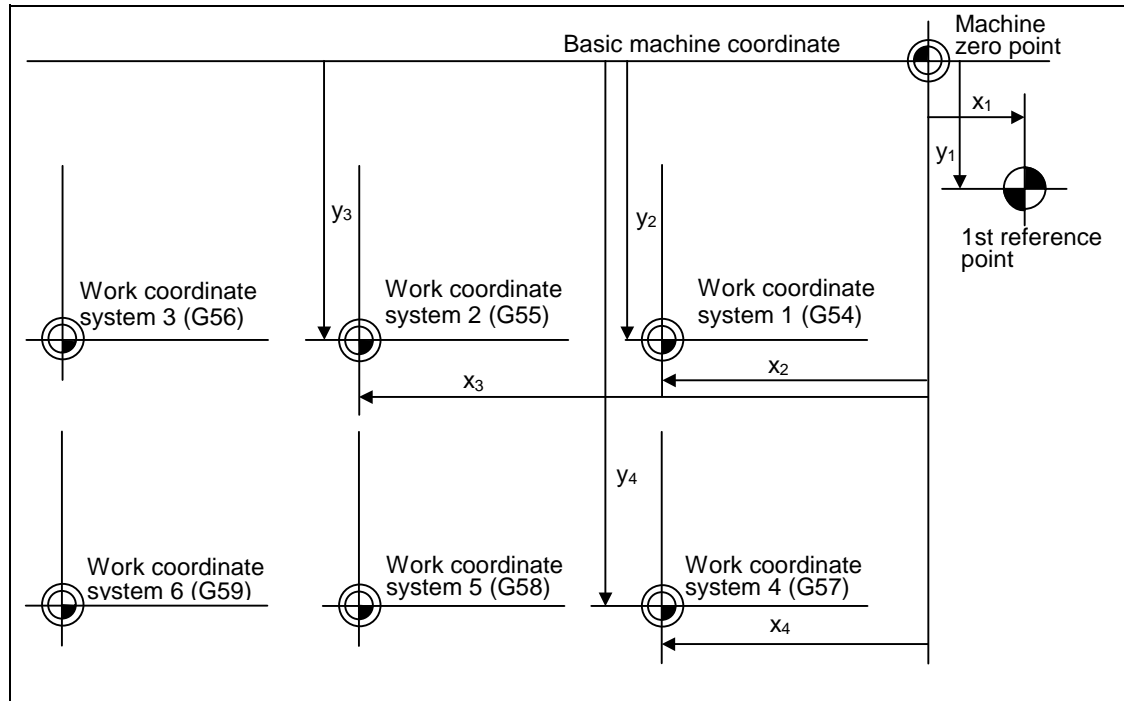 Basic machine coordinate
Machine
zero point
x1
y1
1st reference
point
y3
y2
Work coordinate
system 3 (G56)
Work coordinate
system 2 (G55)
Work coordinate
system 1 (G54)
x3
x2
y4
Work coordinate
system 6 (G59)
Work coordinate
system 5 (G58)
Work coordinate
system 4 (G57)
x4